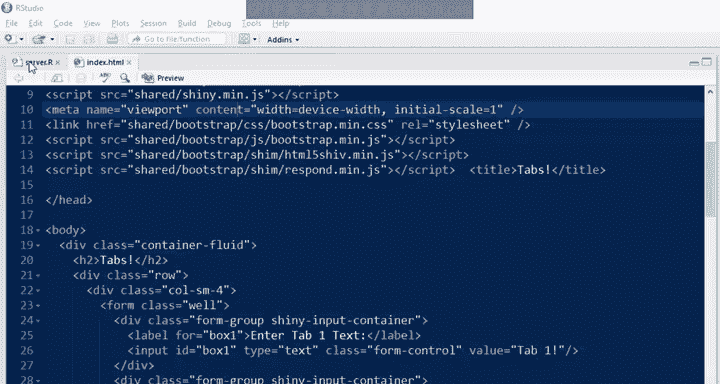 RStudio
File Edit Code View Plots Session Build Debug Tools Help
Go to file/function Addins
server.R × index.html ×
Preview
9 <script src="shared/shiny.min.js"></script>
10 <meta name="viewport" content="width=device-width, initial-scale=1" />
11 <link href="shared/bootstrap/css/bootstrap.min.css" rel="stylesheet" />
12 <script src="shared/bootstrap/js/bootstrap.min.js"></script>
13 <script src="shared/bootstrap/shim/html5shiv.min.js"></script>
14 <script src="shared/bootstrap/shim/respond.min.js"></script> <title>Tabs!</title>
15
16 </head>
17
18 <body>
19 <div class="container-fluid">
20 <h2>Tabs!</h2>
21 <div class="row">
22 <div class="col-sm-4">
23 <form class="well">
24 <div class="form-group shiny-input-container">
25 <label for="box1">Enter Tab 1 Text:</label>
26 <input id="box1" type="text" class="form-control" value="Tab 1!"/>
27 </div>
28 <div class="form-group shiny-input-container">